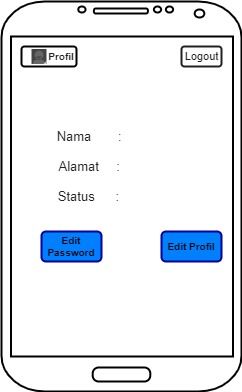 Profil
Logout
Nama :
Alamat :
Status :
Edit
Password
Edit Profil